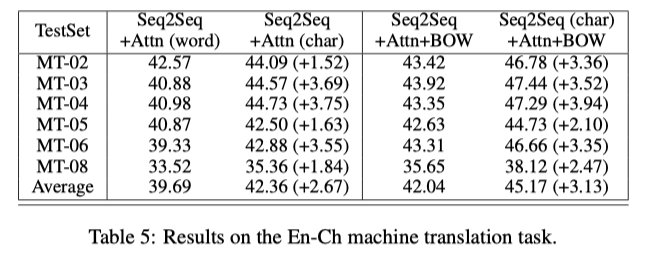 TestSet Seq2Seq +Attn (word) Seq2Seq +Attn (char) Seq2Seq +Attn+BOW Seq2Seq (char) +Attn+BOW
MT-02 42.57 44.09 (+1.52) 43.42 46.78 (+3.36)
MT-03 40.88 44.57 (+3.69) 43.92 47.44 (+3.52)
MT-04 40.98 44.73 (+3.75) 43.35 47.29 (+3.94)
MT-05 40.87 42.50 (+1.63) 42.63 44.73 (+2.10)
MT-06 39.33 42.88 (+3.55) 43.31 46.66 (+3.35)
MT-08 33.52 35.36 (+1.84) 35.65 38.12 (+2.47)
Average 39.69 42.36 (+2.67) 42.04 45.17 (+3.13)
Table 5: Results on the En-Ch machine translation task.